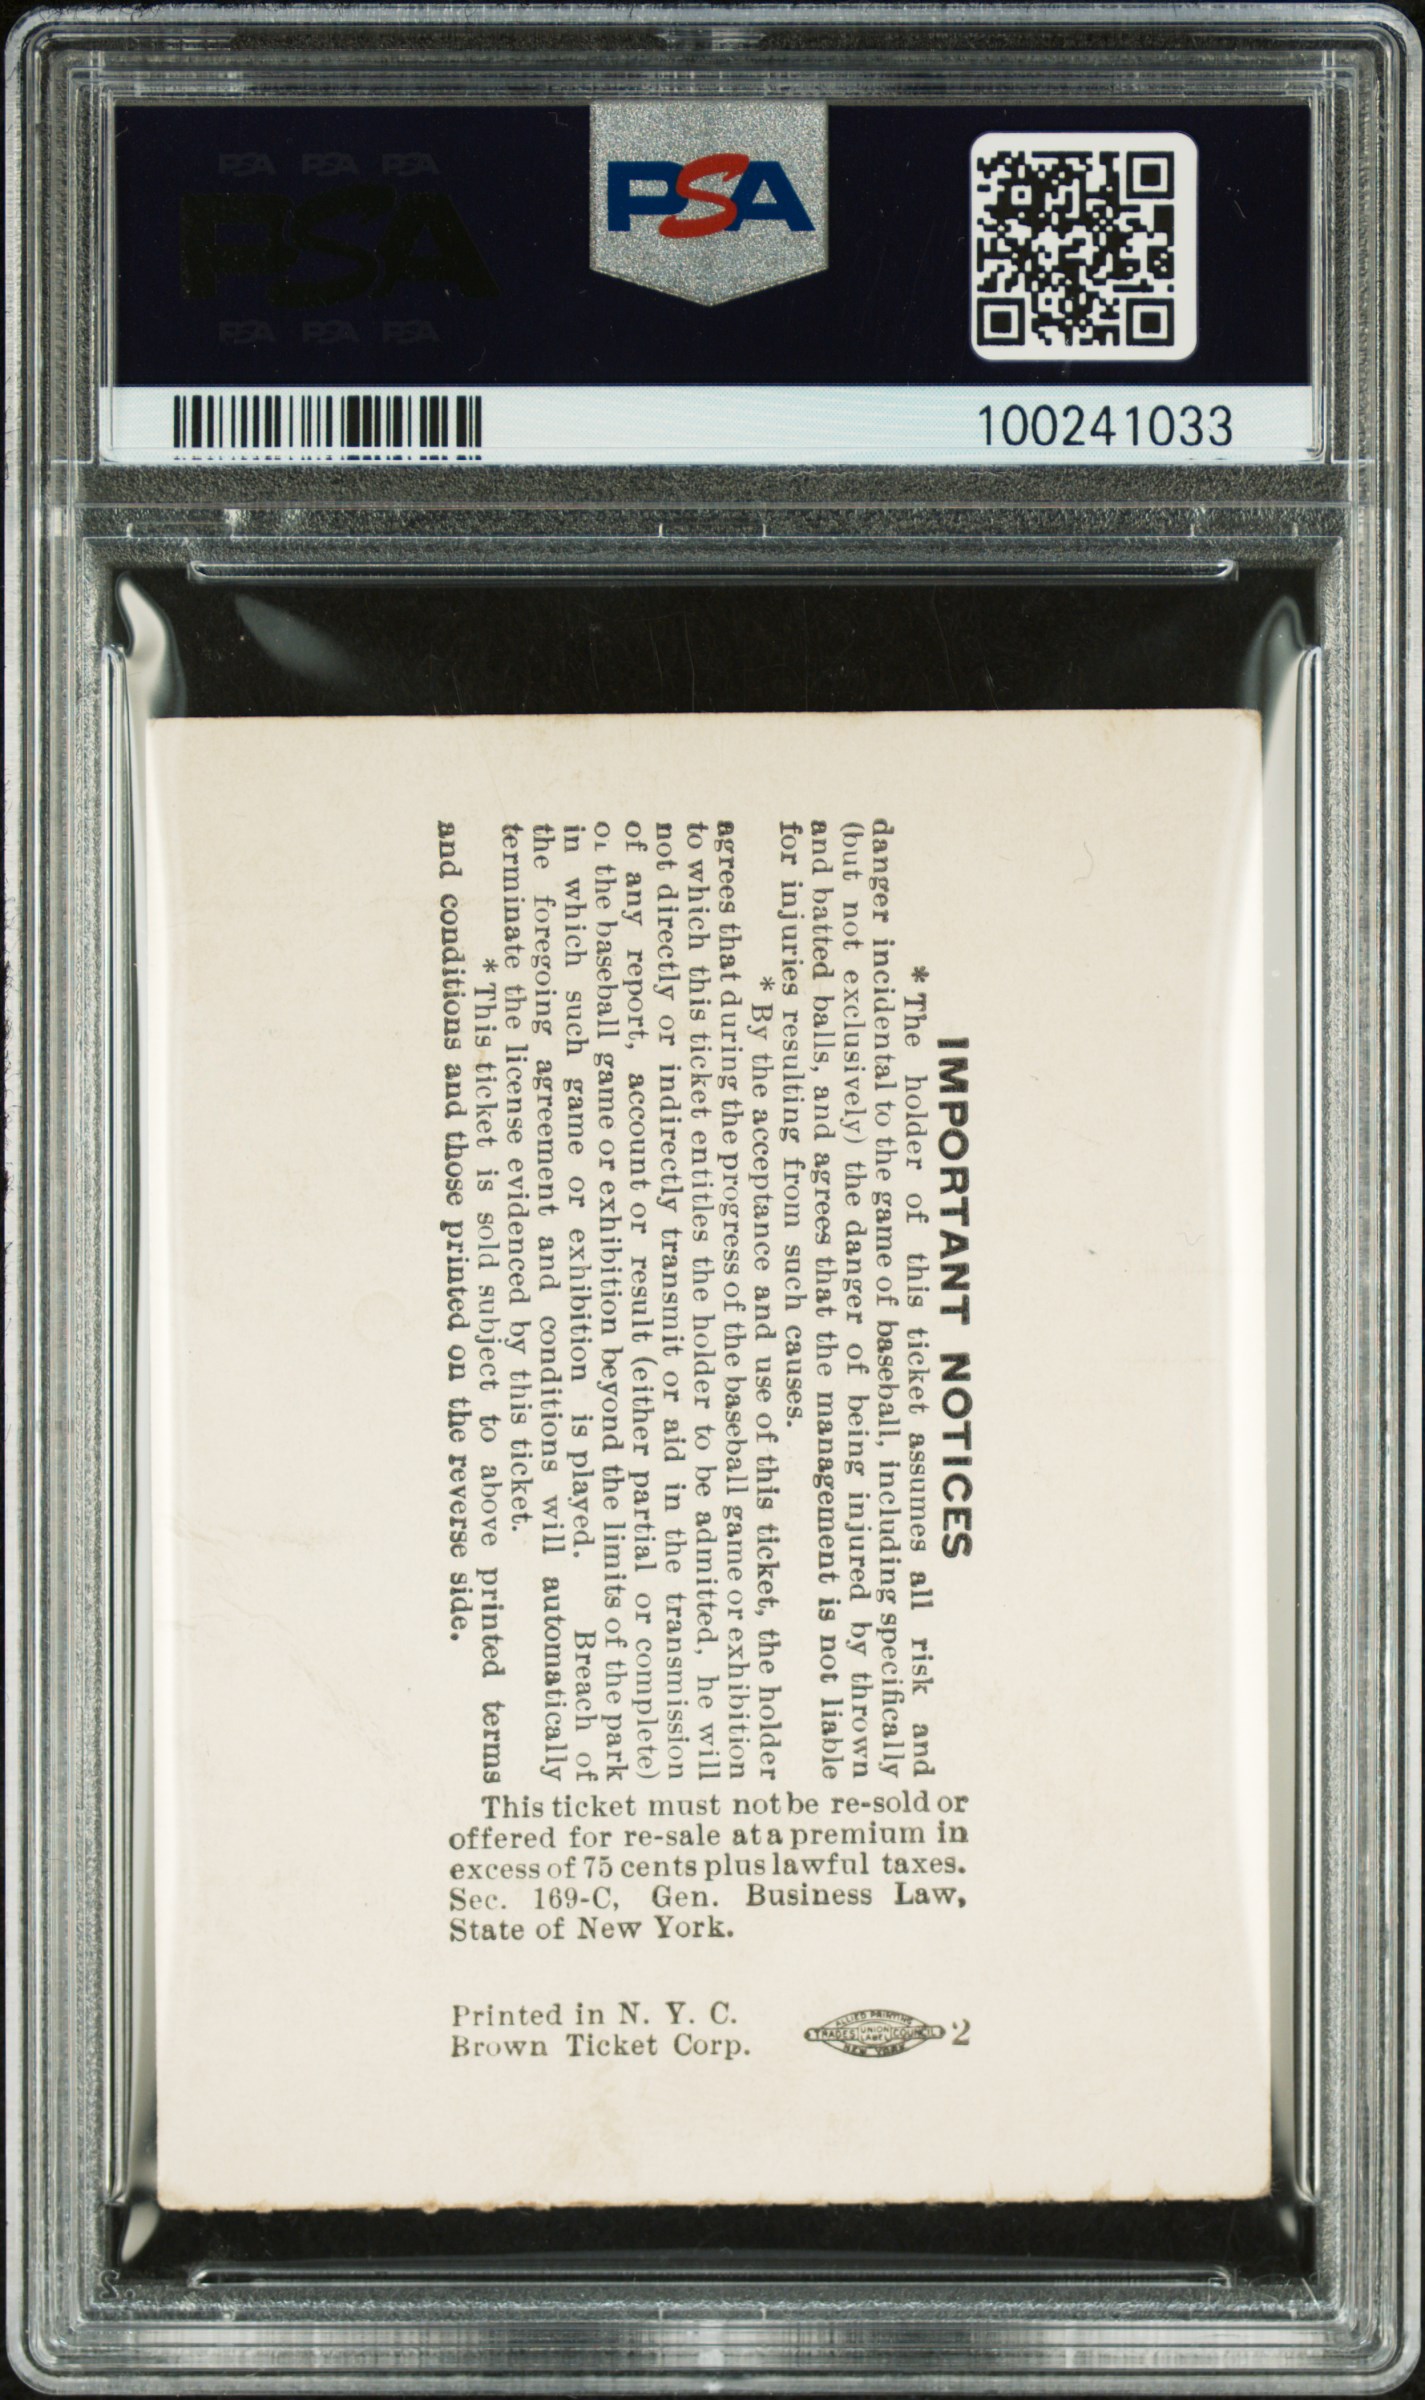 PSA PSA PSA
PSA
PSA PSA PSA
PSA
100241033
IMPORTANT NOTICES
* The holder of this ticket assumes all risk and
danger incidental to the game of baseball, including specifically
(but not exclusively) the danger of being injured by thrown
and batted balls, and agrees that the management is not liable
for injuries resulting from such causes.
* By the acceptance and use of this ticket, the holder
agrees that during the progress of the baseball game or exhibition
to which this ticket entitles the holder to be admitted, he will
not directly or indirectly transmit or aid in the transmission
of any report, account or result (either partial or complete)
of the baseball game or exhibition beyond the limits of the park
in which such game or exhibition is played. Breach of
the foregoing agreement and conditions will automatically
terminate the license evidenced by this ticket.
* This ticket is sold subject to above printed terms
and conditions and those printed on the reverse side.
This ticket must not be re-sold or
offered for re-sale at a premium in
excess of 75 cents plus lawful taxes.
Sec. 169-C, Gen. Business Law,
State of New York.
Printed in N. Y. C.
Brown Ticket Corp.
ALLIED PRINTING
TRADES UNION LABEL COUNCIL
NEW YORK
2